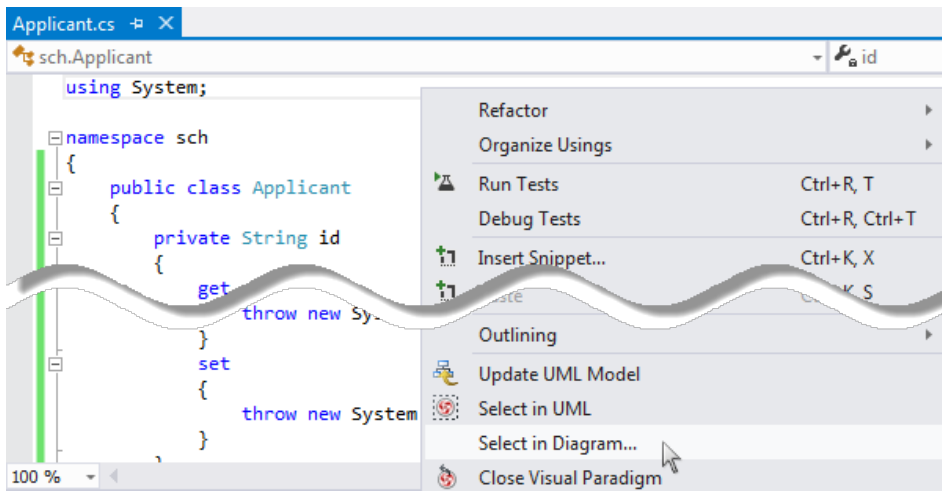 Applicant.cs
sch.Applicant id
using System;
namespace sch
{
public class Applicant
{
private String id
{
get
throw new
}
set
{
throw new System
}
100 %
Refactor
Organize Usings
Run Tests Ctrl+R, T
Debug Tests Ctrl+R, Ctrl+T
Insert Snippet... Ctrl+K, X
Outlining
Update UML Model
Select in UML
Select in Diagram...
Close Visual Paradigm